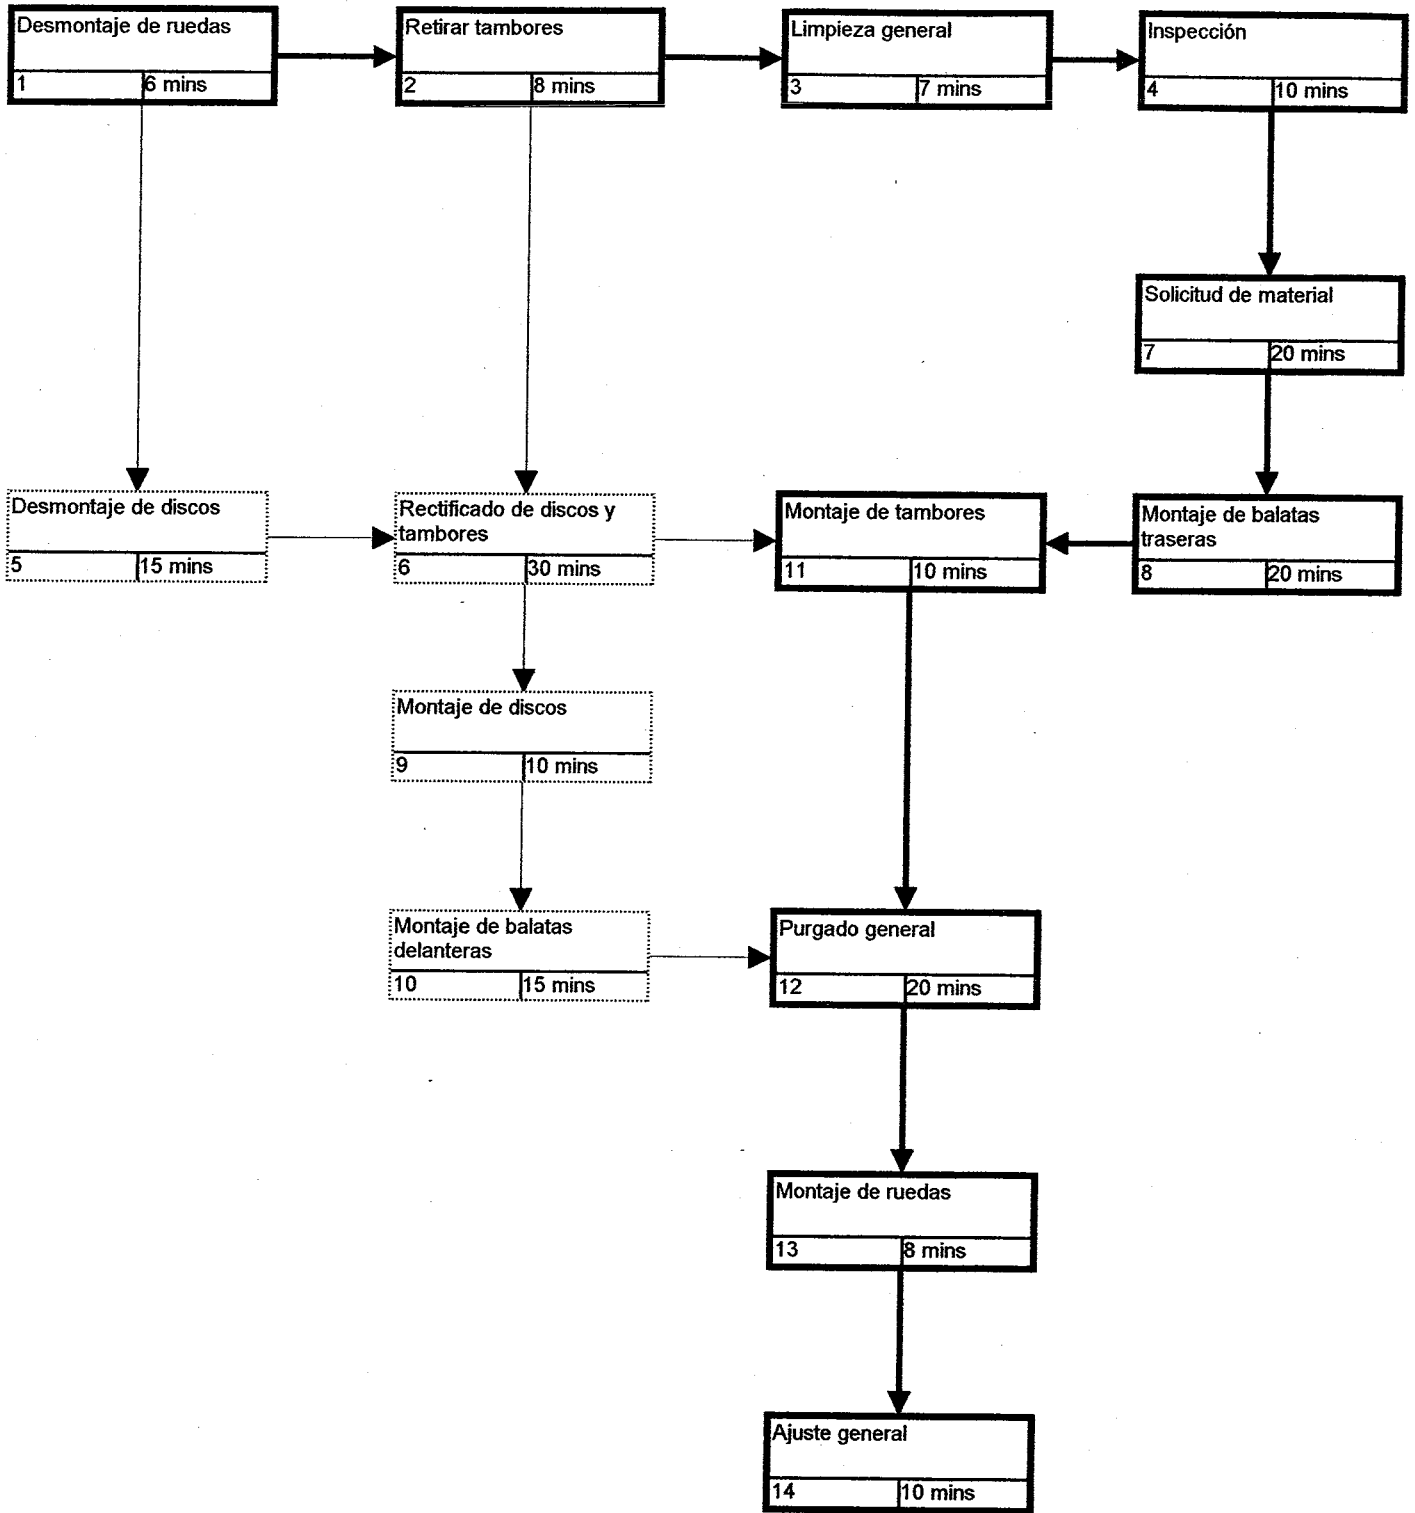 Desmontaje de ruedas
1
6 mins
Retirar tambores
2
8 mins
Limpieza general
3
7 mins
Inspección
4
10 mins
Solicitud de material
7
20 mins
Desmontaje de discos
5
15 mins
Rectificado de discos y
tambores
6
30 mins
Montaje de tambores
11
10 mins
Montaje de balatas
traseras
8
20 mins
Montaje de discos
9
10 mins
Montaje de balatas
delanteras
10
15 mins
Purgado general
12
20 mins
Montaje de ruedas
13
8 mins
Ajuste general
14
10 mins